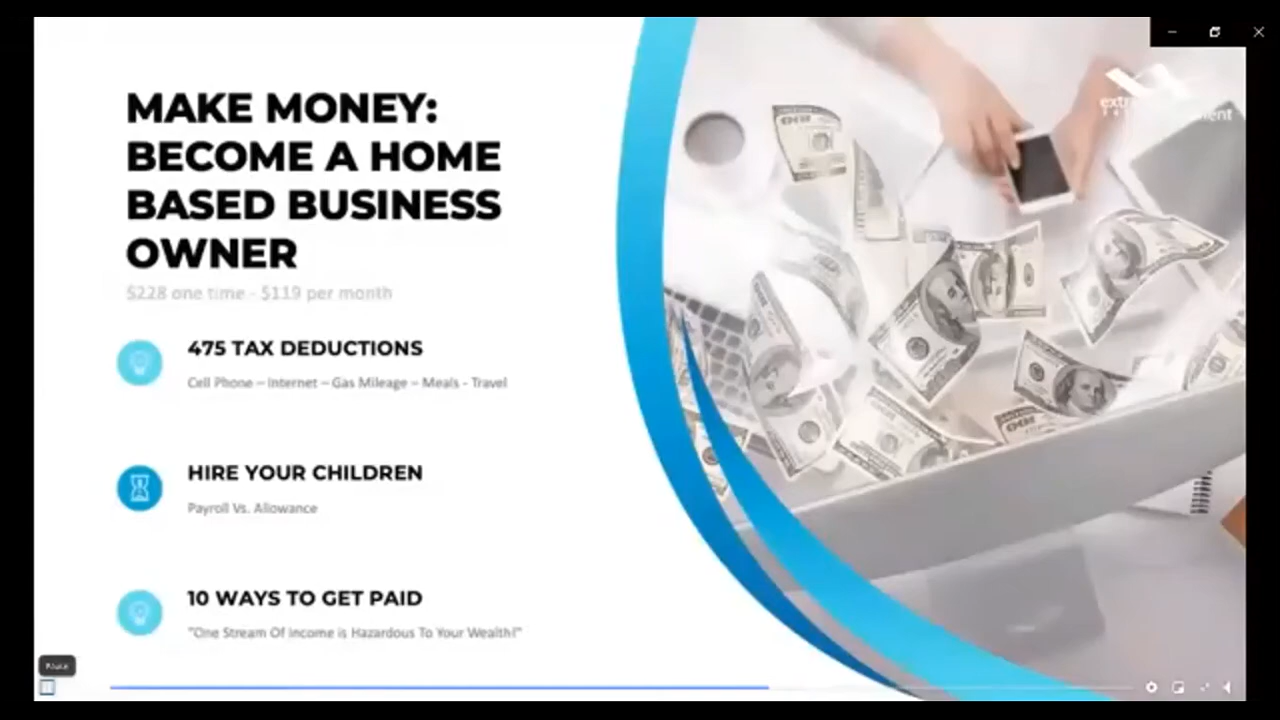 MAKE MONEY:
BECOME A HOME
BASED BUSINESS
OWNER
$228 one time - $119 per month
475 TAX DEDUCTIONS
Cell Phone – Internet – Gas Mileage – Meals - Travel
HIRE YOUR CHILDREN
Payroll Vs. Allowance
10 WAYS TO GET PAID
"One Stream Of Income is Hazardous To Your Wealth!"
Pause